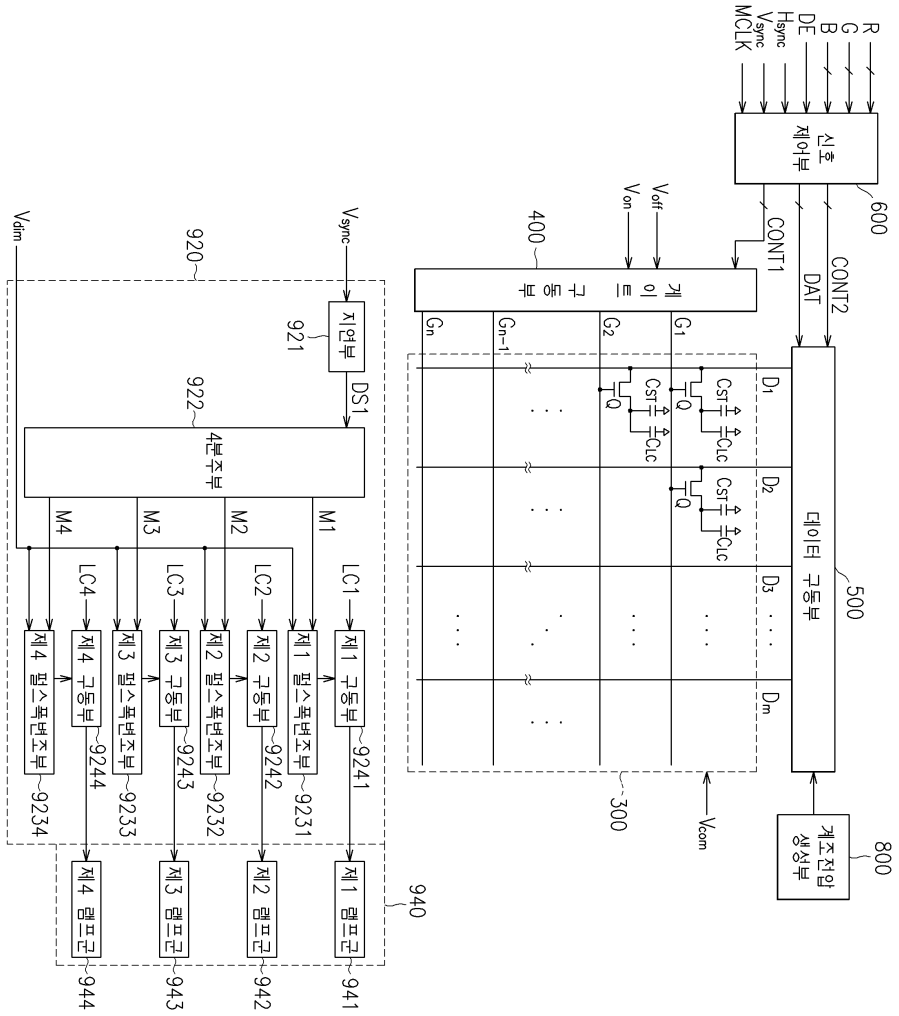 R
G
B
DE
Hsync
Vsync
MCLK
신호
제어부
600
CONT2
DAT
CONT1
Voff
Von
400
게이트 구동부
데이터 구동부
500
계조전압
생성부
800
G1
G2
Gn-1
Gn
D1
D2
D3
...
Dm
CST
CLC
Q
CST
CLC
Q
CST
CLC
Q
300
Vcom
Vsync
Vdim
920
지연부
921
DS1
922
4분주부
M1
M2
M3
M4
LC1
제1 구동부
9241
제1 펄스폭변조부
9231
LC2
제2 구동부
9242
제2 펄스폭변조부
9232
LC3
제3 구동부
9243
제3 펄스폭변조부
9233
LC4
제4 구동부
9244
제4 펄스폭변조부
9234
940
제1 램프군
941
제2 램프군
942
제3 램프군
943
제4 램프군
944